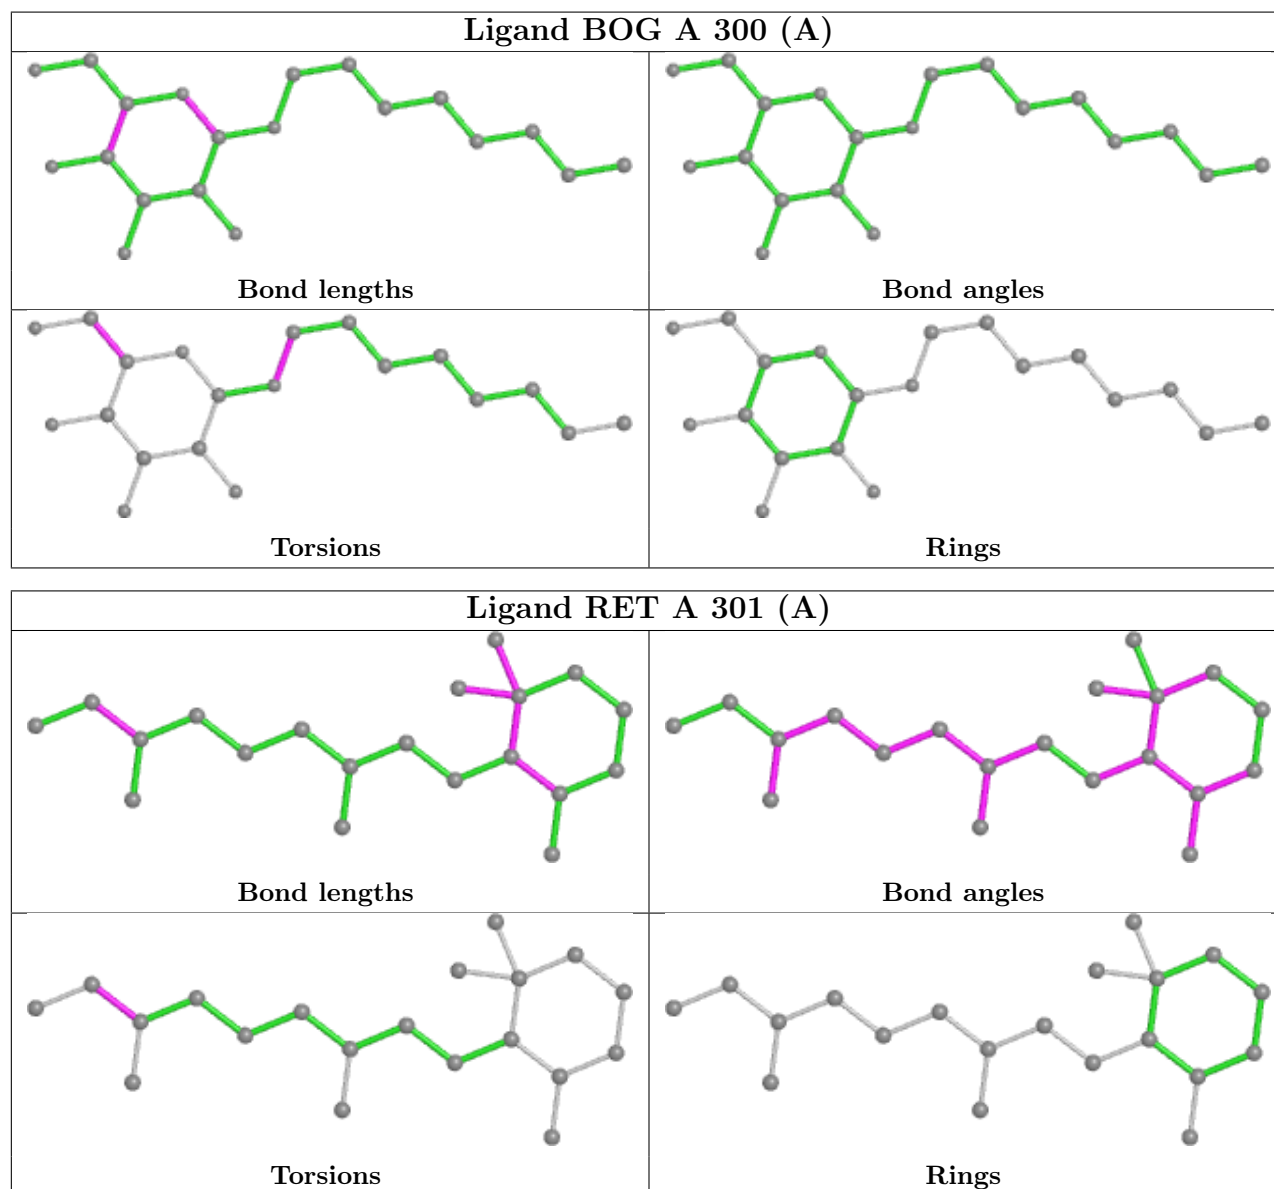 Ligand BOG A 300 (A)
Bond lengths
Bond angles
Torsions
Rings
Ligand RET A 301 (A)
Bond lengths
Bond angles
Torsions
Rings